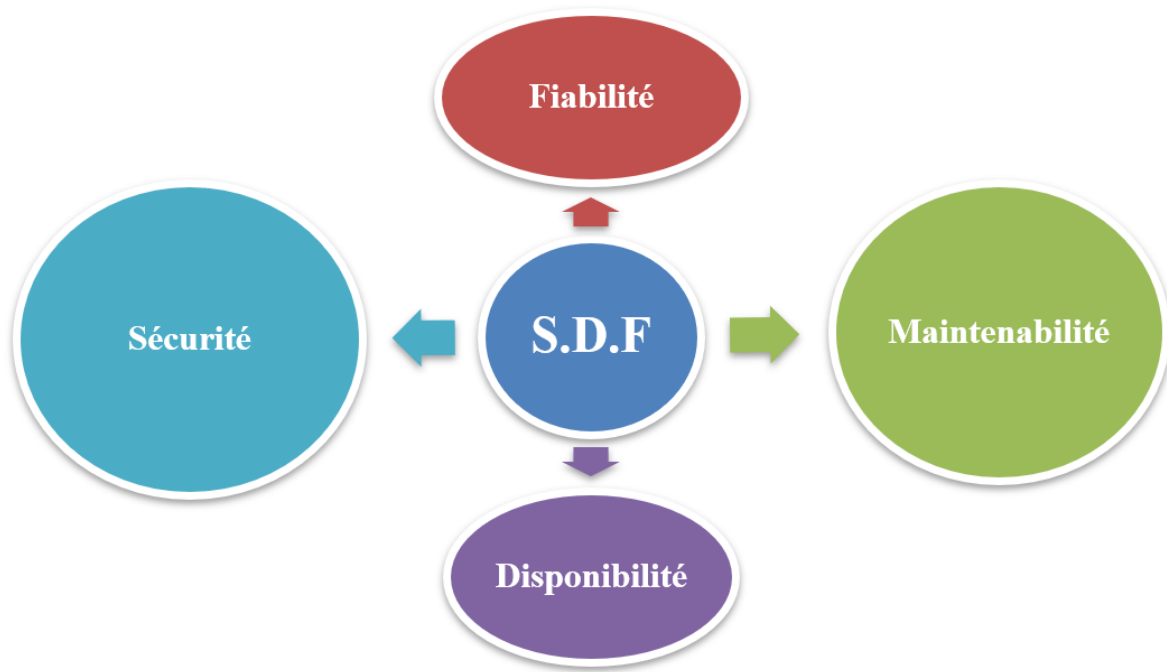 Fiabilité
Sécurité
S.D.F
Maintenabilité
Disponibilité